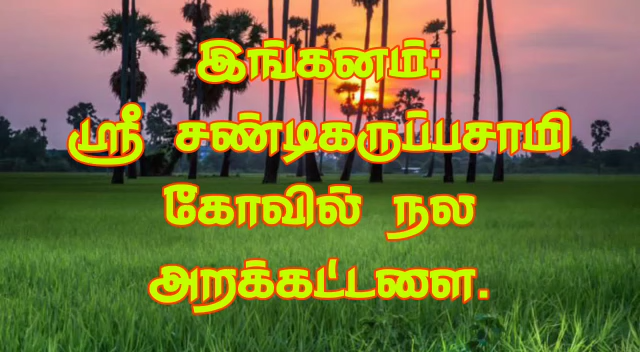 இங்கனம்:
ஸ்ரீ சண்டிகருப்பசாமி
கோவில் நல
அறக்கட்டளை.